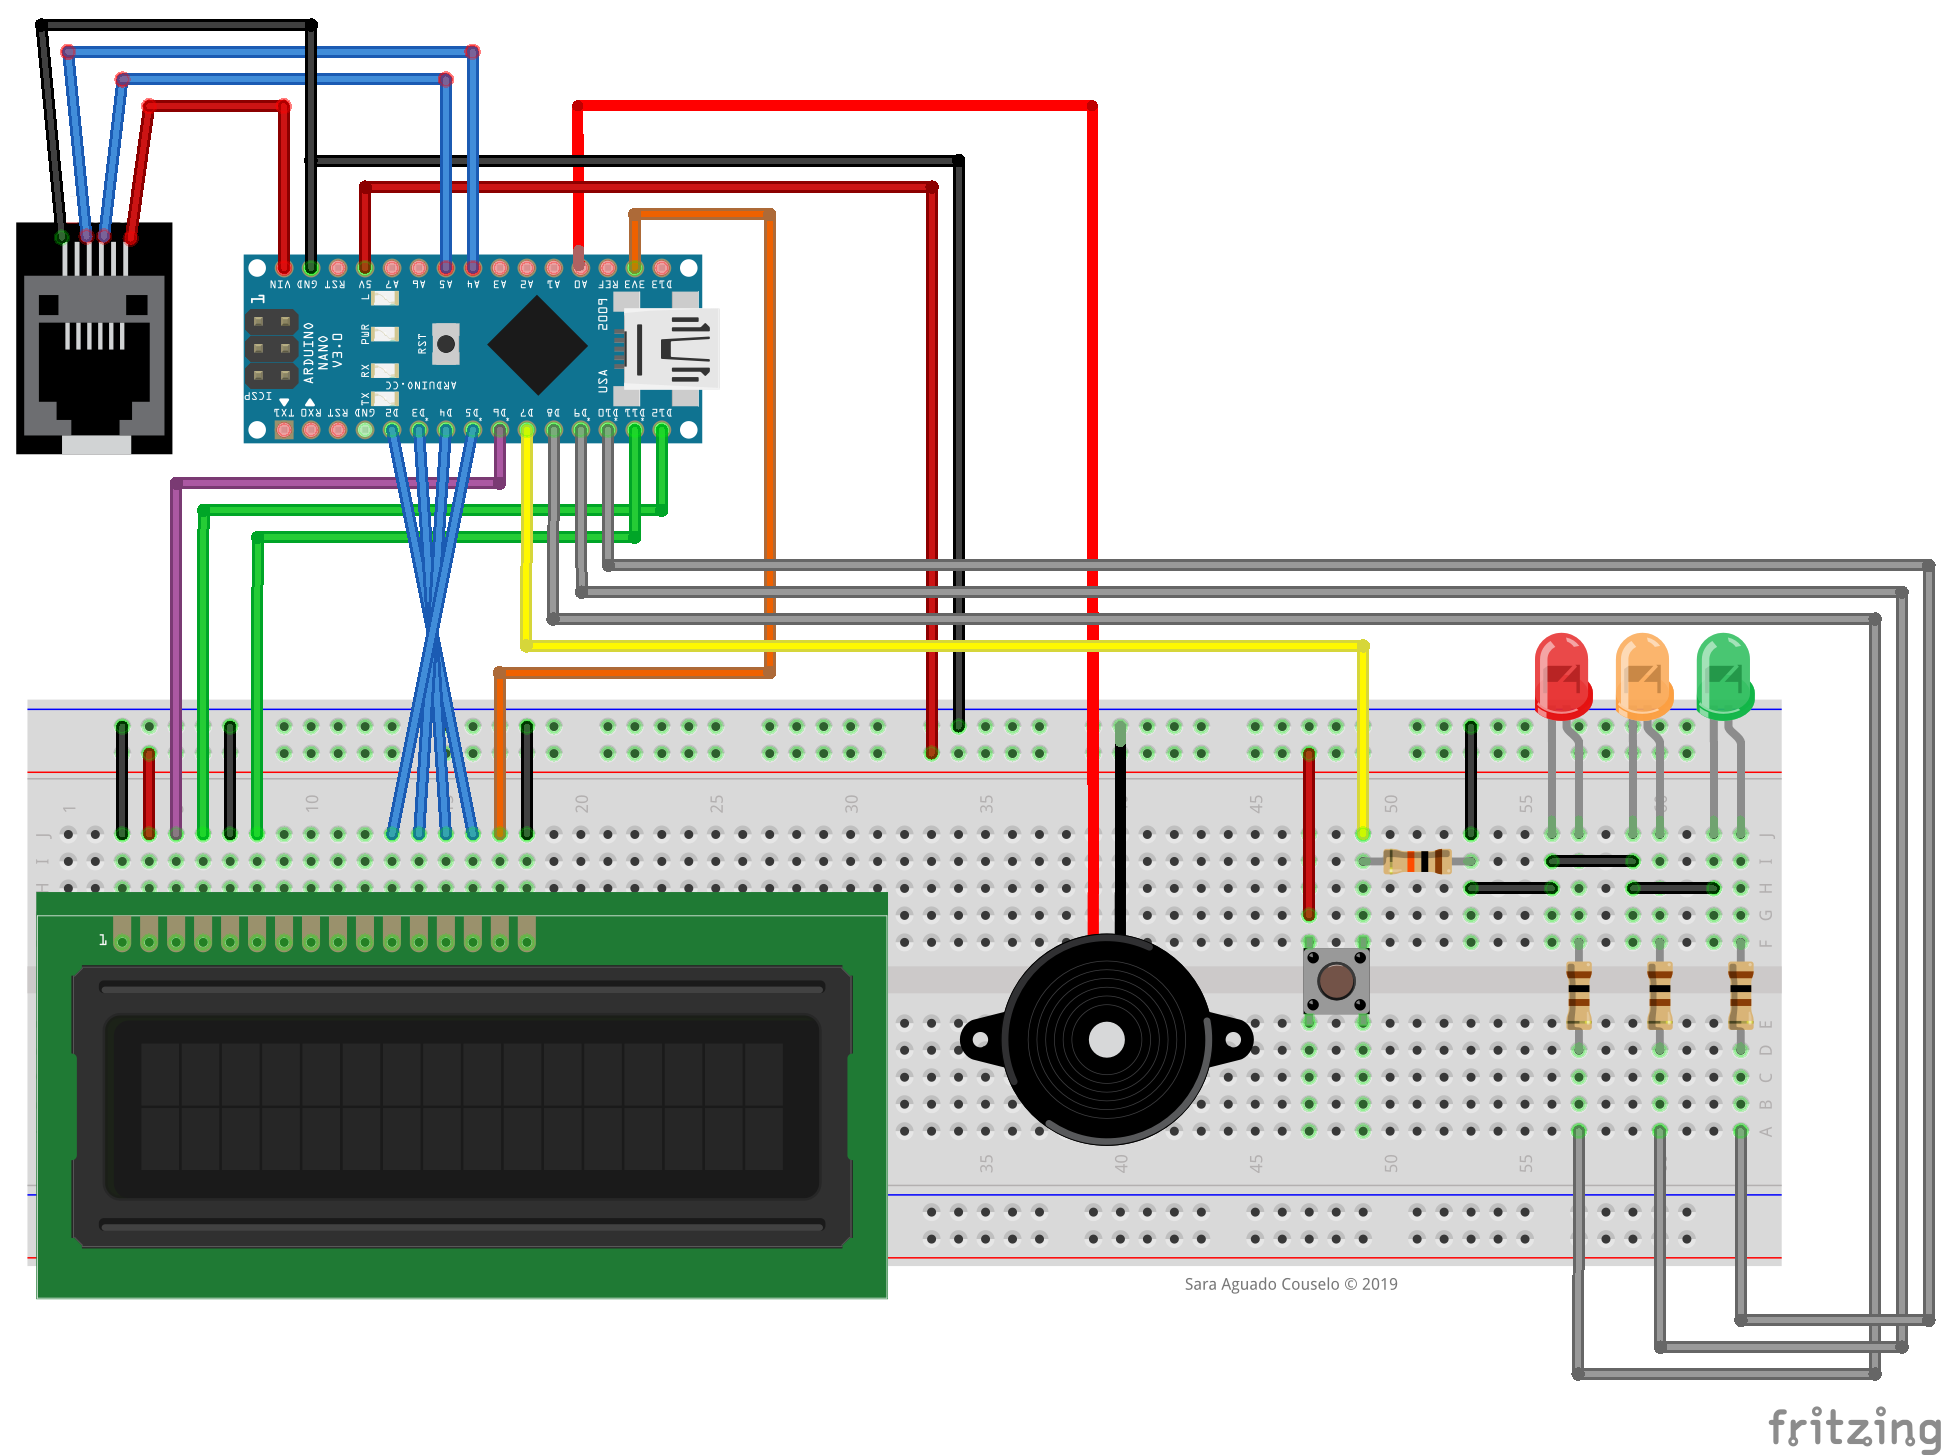 VIN GND RST 5V A7 A6 A5 A4 A3 A2 A1 A0 REF 3V3 D13
1
L
PWR
RX
TX
RST
ARDUINO
NANO
V3.0
ARDUINO.CC
2009
USA
ICSP
TX1 RX0 RST GND D2 D3 D4 D5 D6 D7 D8 D9 D10 D11 D12
1 10 15 20 25 30 35 40 45 50 55 60
J J
I I
H H
G
F
1
E
D
C
B
A
35 40 45 50 55
Sara Aguado Couselo © 2019
fritzing